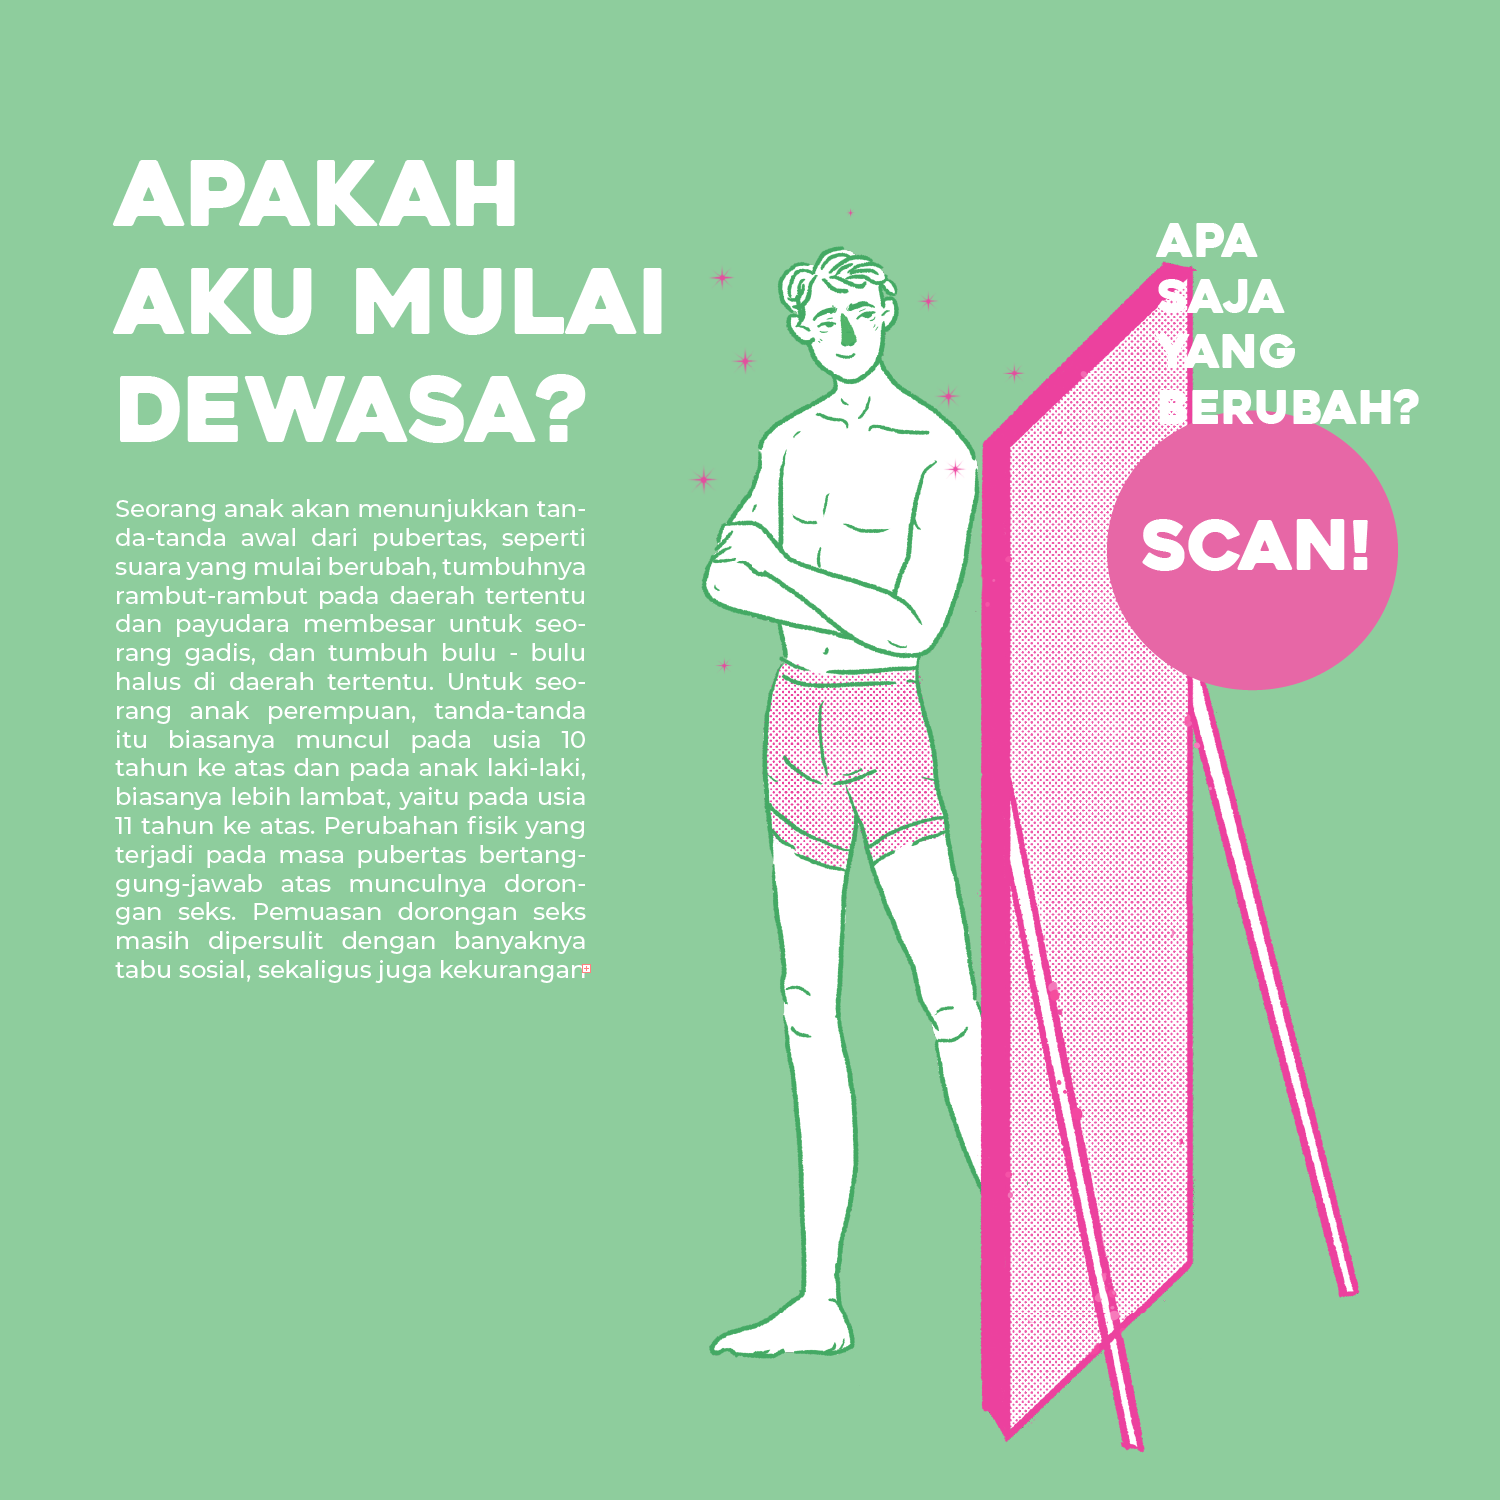 APAKAH
AKU MULAI
DEWASA?
Seorang anak akan menunjukkan tan-
da-tanda awal dari pubertas, seperti
suara yang mulai berubah, tumbuhnya
rambut-rambut pada daerah tertentu
dan payudara membesar untuk seo-
rang gadis, dan tumbuh bulu - bulu
halus di daerah tertentu. Untuk seo-
rang anak perempuan, tanda-tanda
itu biasanya muncul pada usia 10
tahun ke atas dan pada anak laki-laki,
biasanya lebih lambat, yaitu pada usia
11 tahun ke atas. Perubahan fisik yang
terjadi pada masa pubertas bertang-
gung-jawab atas munculnya doron-
gan seks. Pemuasan dorongan seks
masih dipersulit dengan banyaknya
tabu sosial, sekaligus juga kekurangan
APA
SAJA
YANG
BERUBAH?
SCAN!